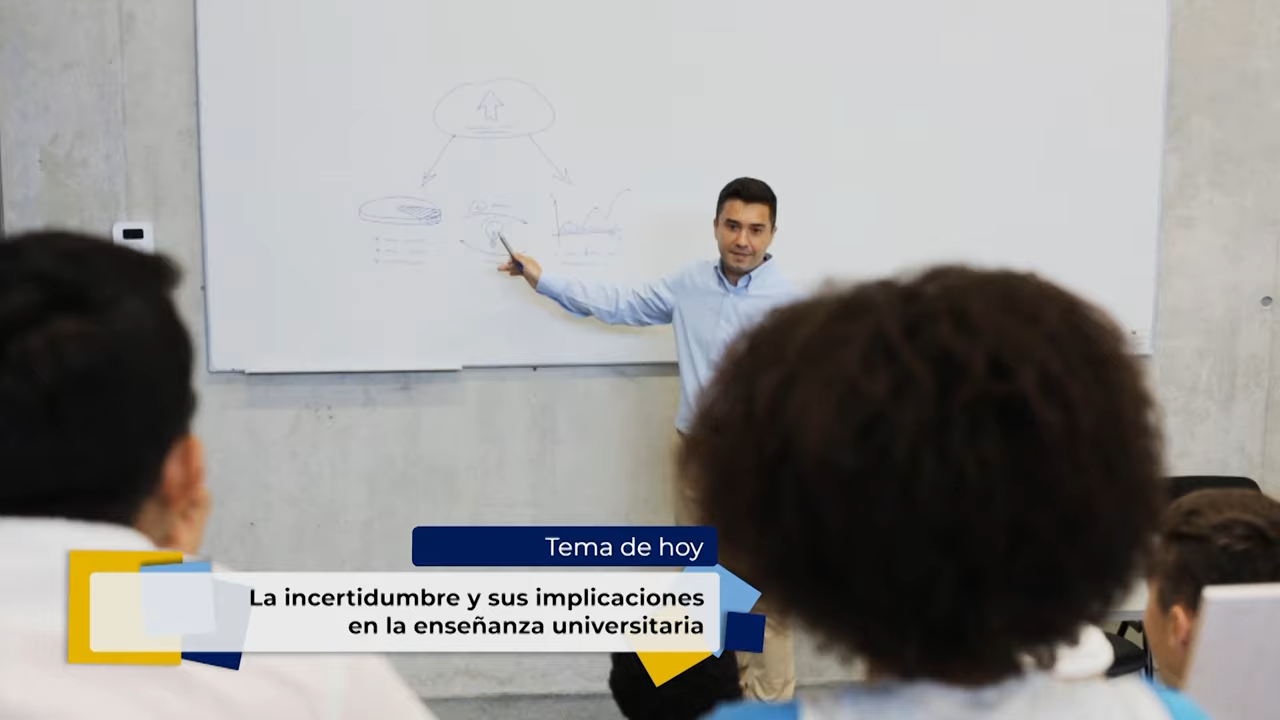 Tema de hoy
La incertidumbre y sus implicaciones
en la enseñanza universitaria